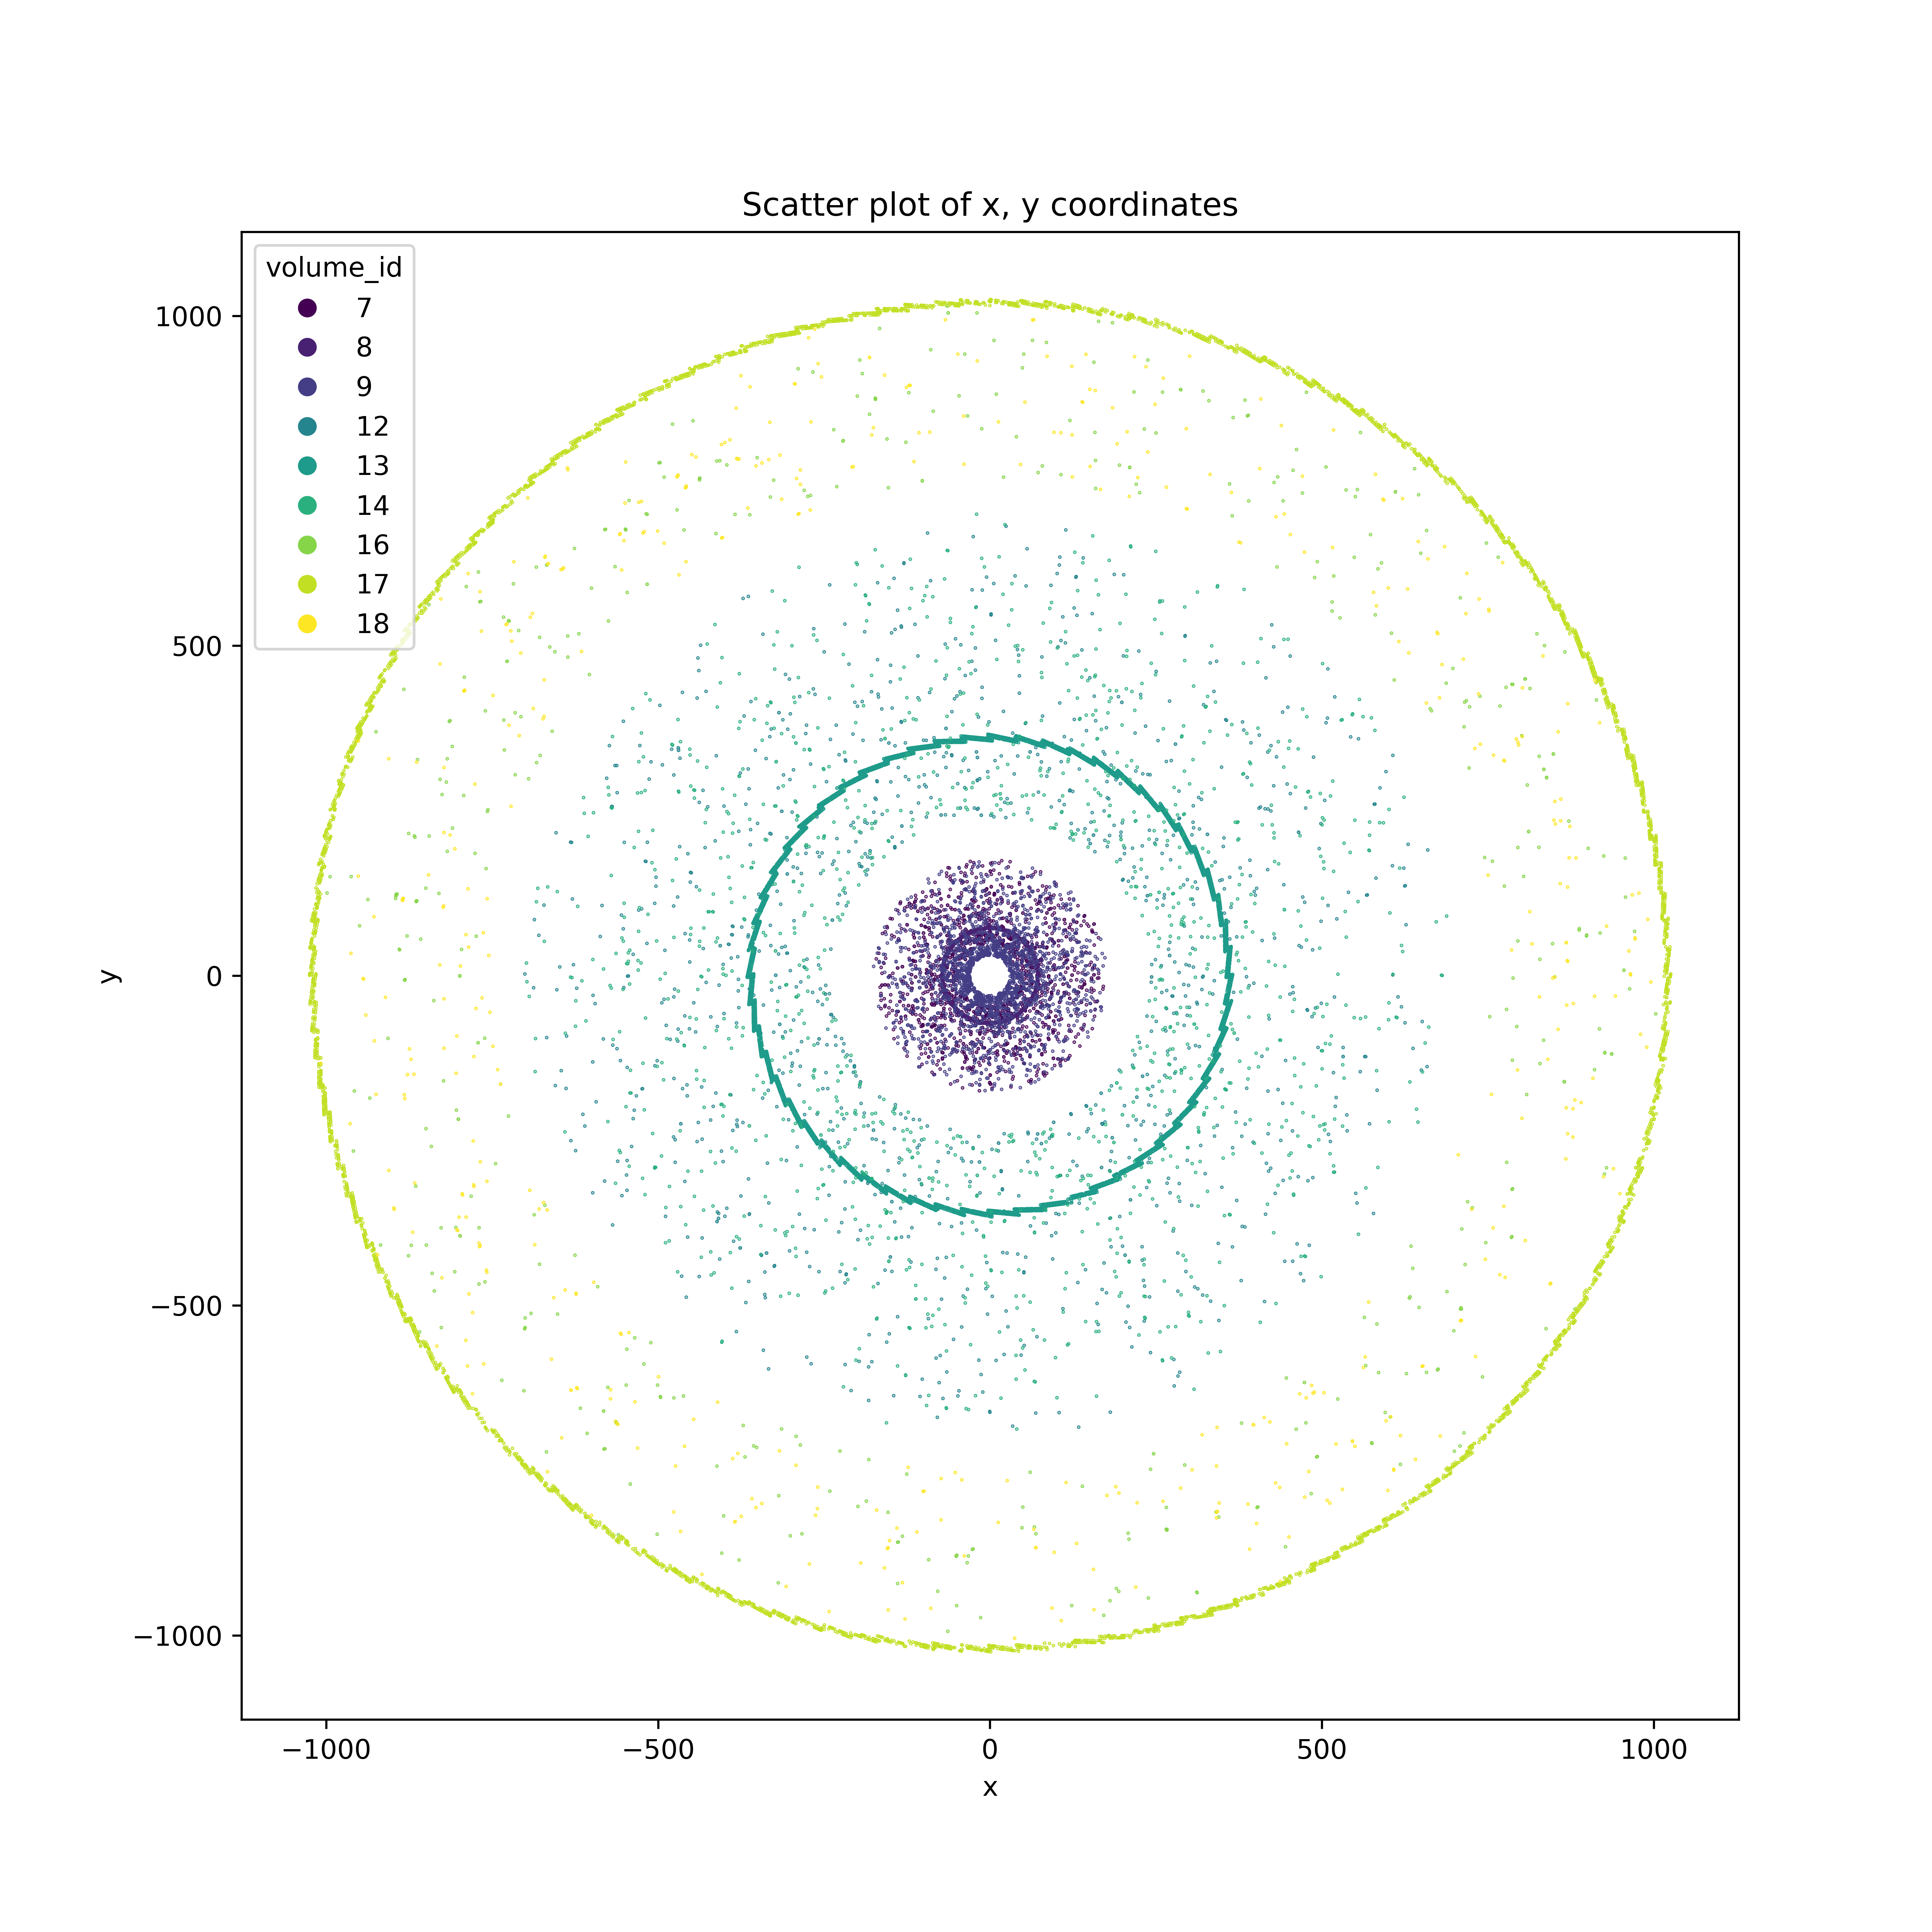 Scatter plot of x, y coordinates
volume_id
7
8
9
12
13
14
16
17
18
1000
500
0
−500
−1000
y
−1000 −500 0 500 1000
x